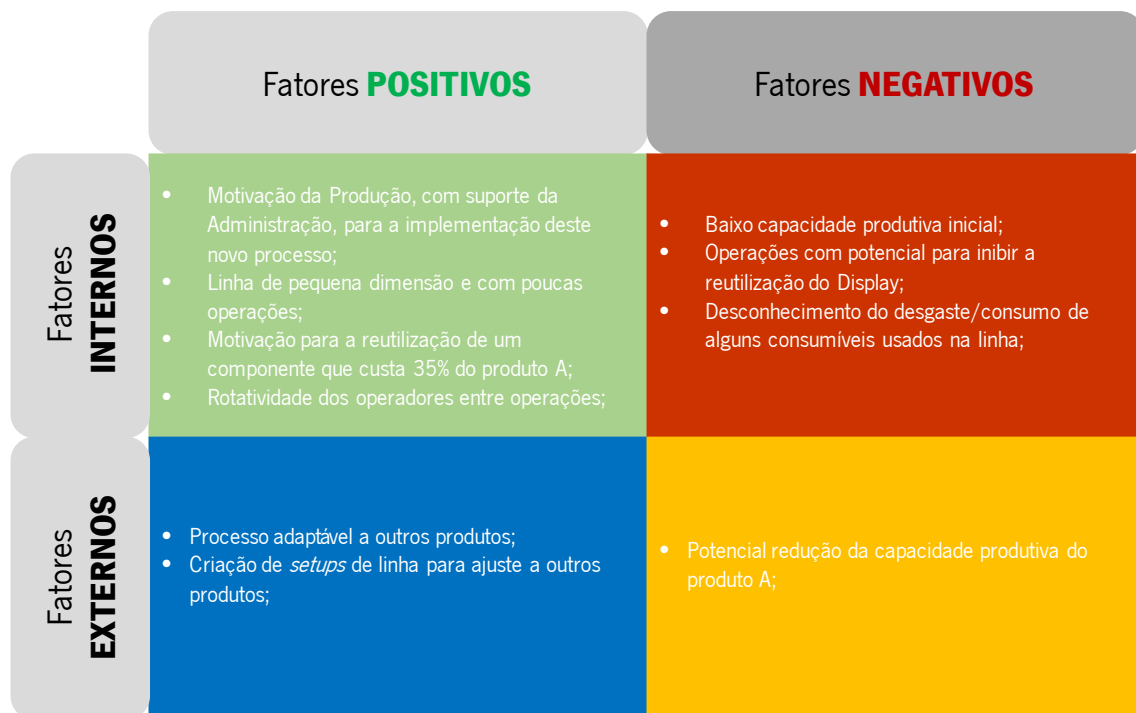 Fatores POSITIVOS
Fatores NEGATIVOS
Fatores
INTERNOS
• Motivação da Produção, com suporte da
Administração, para a implementação deste
novo processo;
• Linha de pequena dimensão e com poucas
operações;
• Motivação para a reutilização de um
componente que custa 35% do produto A;
• Rotatividade dos operadores entre operações;
• Baixo capacidade produtiva inicial;
• Operações com potencial para inibir a
reutilização do Display;
• Desconhecimento do desgaste/consumo de
alguns consumíveis usados na linha;
Fatores
EXTERNOS
• Processo adaptável a outros produtos;
• Criação de setups de linha para ajuste a outros
produtos;
• Potencial redução da capacidade produtiva do
produto A;